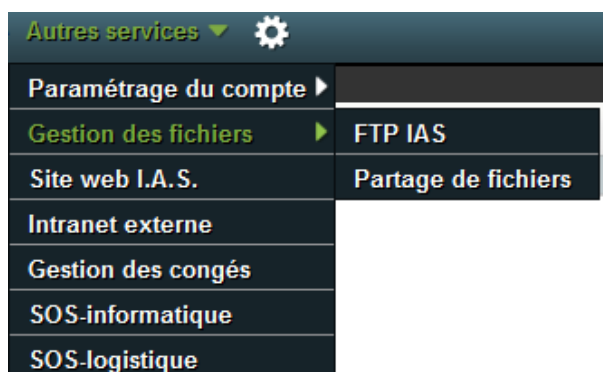 Autres services
Paramétrage du compte
Gestion des fichiers
FTP IAS
Site web I.A.S.
Partage de fichiers
Intranet externe
Gestion des congés
SOS-informatique
SOS-logistique